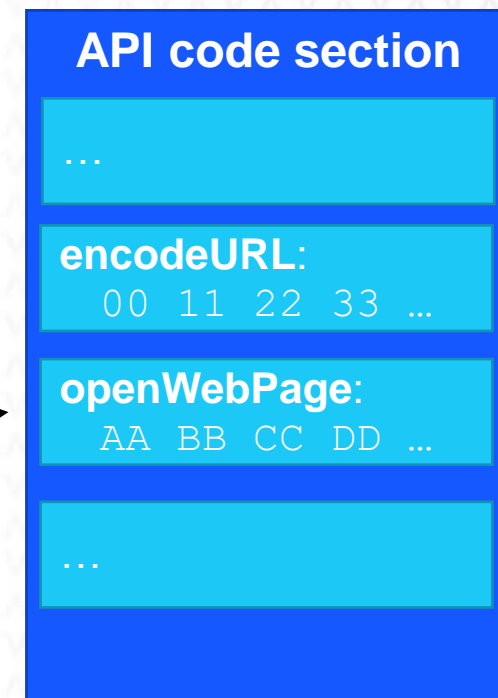 API code section
...
encodeURL:
00 11 22 33 …
openWebPage:
AA BB CC DD …
...